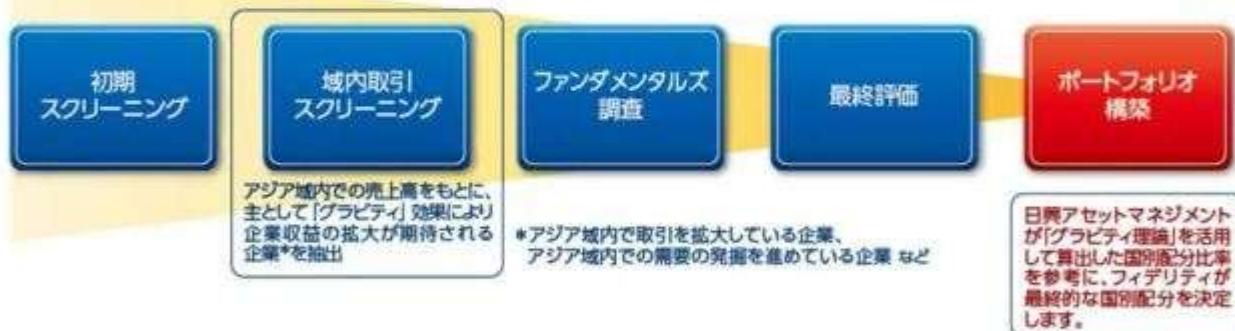 初期
スクリーニング
域内取引
スクリーニング
ファンダメンタルズ
調査
最終評価
ポートフォリオ
構築
アジア域内での売上高をもとに、
主として「グラビティ」効果により
企業収益の拡大が期待される
企業*を抽出
*アジア域内で取引を拡大している企業、
アジア域内での需要の発掘を進めている企業 など
日興アセットマネジメント
が「グラビティ理論」を活用
して算出した国別配分比率
を参考に、フィデリティが
最終的な国別配分を決定
します。